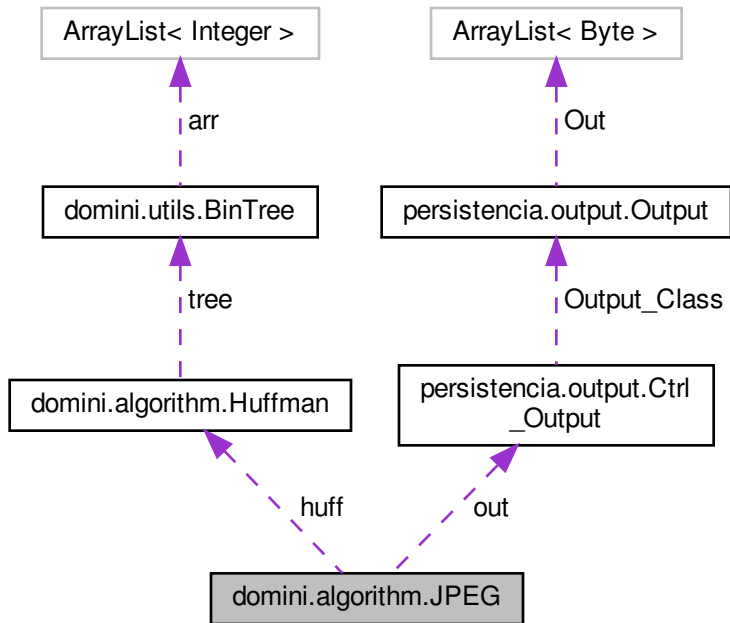 ArrayList< Integer >
ArrayList< Byte >
arr
Out
domini.utils.BinTree
persistencia.output.Output
tree
Output_Class
domini.algorithm.Huffman
persistencia.output.Ctrl
_Output
huff
out
domini.algorithm.JPEG